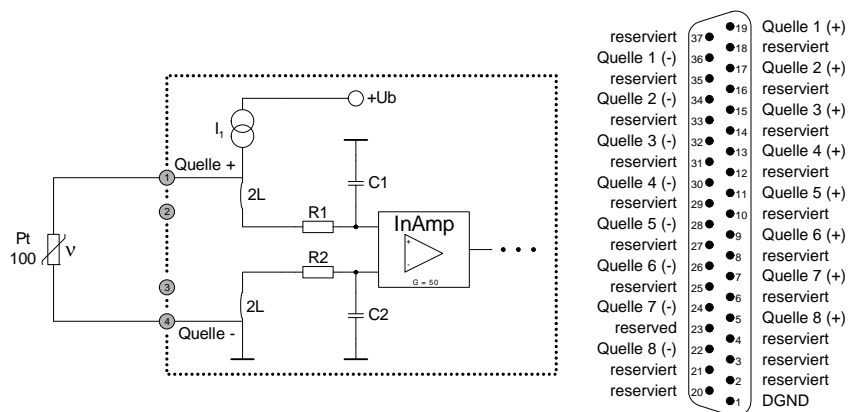 +Ub
I1
Quelle +
1
2L
C1
2
R1
InAmp
+
-
G = 50
Pt
100
ν
R2
3
2L
4
C2
Quelle -
19 Quelle 1 (+)
reserviert 37
18 reserviert
Quelle 1 (-) 36
17 Quelle 2 (+)
reserviert 35
16 reserviert
Quelle 2 (-) 34
15 Quelle 3 (+)
reserviert 33
14 reserviert
Quelle 3 (-) 32
13 Quelle 4 (+)
reserviert 31
12 reserviert
Quelle 4 (-) 30
11 Quelle 5 (+)
reserviert 29
10 reserviert
Quelle 5 (-) 28
9 Quelle 6 (+)
reserviert 27
8 reserviert
Quelle 6 (-) 26
7 Quelle 7 (+)
reserviert 25
6 reserviert
Quelle 7 (-) 24
5 Quelle 8 (+)
reserved 23
4 reserviert
Quelle 8 (-) 22
3 reserviert
reserviert 21
2 reserviert
reserviert 20
1 DGND